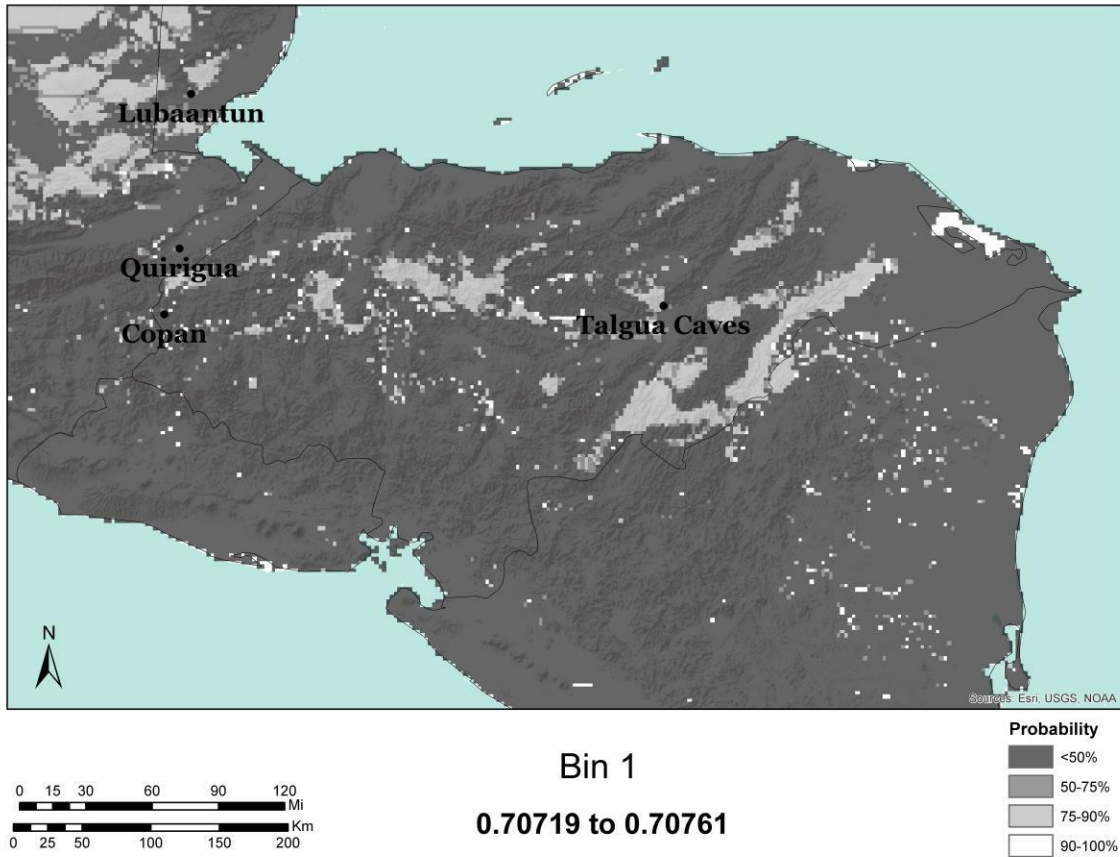 Lubaantun
Quirigua
Copan
Talgua Caves
N
Sources: Esri, USGS, NOAA
Probability
<50%
50-75%
75-90%
90-100%
Bin 1
0.70719 to 0.70761
0 15 30 60 90 120
Mi
Km
0 25 50 100 150 200